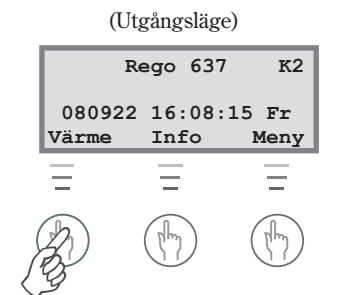 (Utgångsläge)
Rego 637 K2
080922 16:08:15 Fr
Värme Info Meny